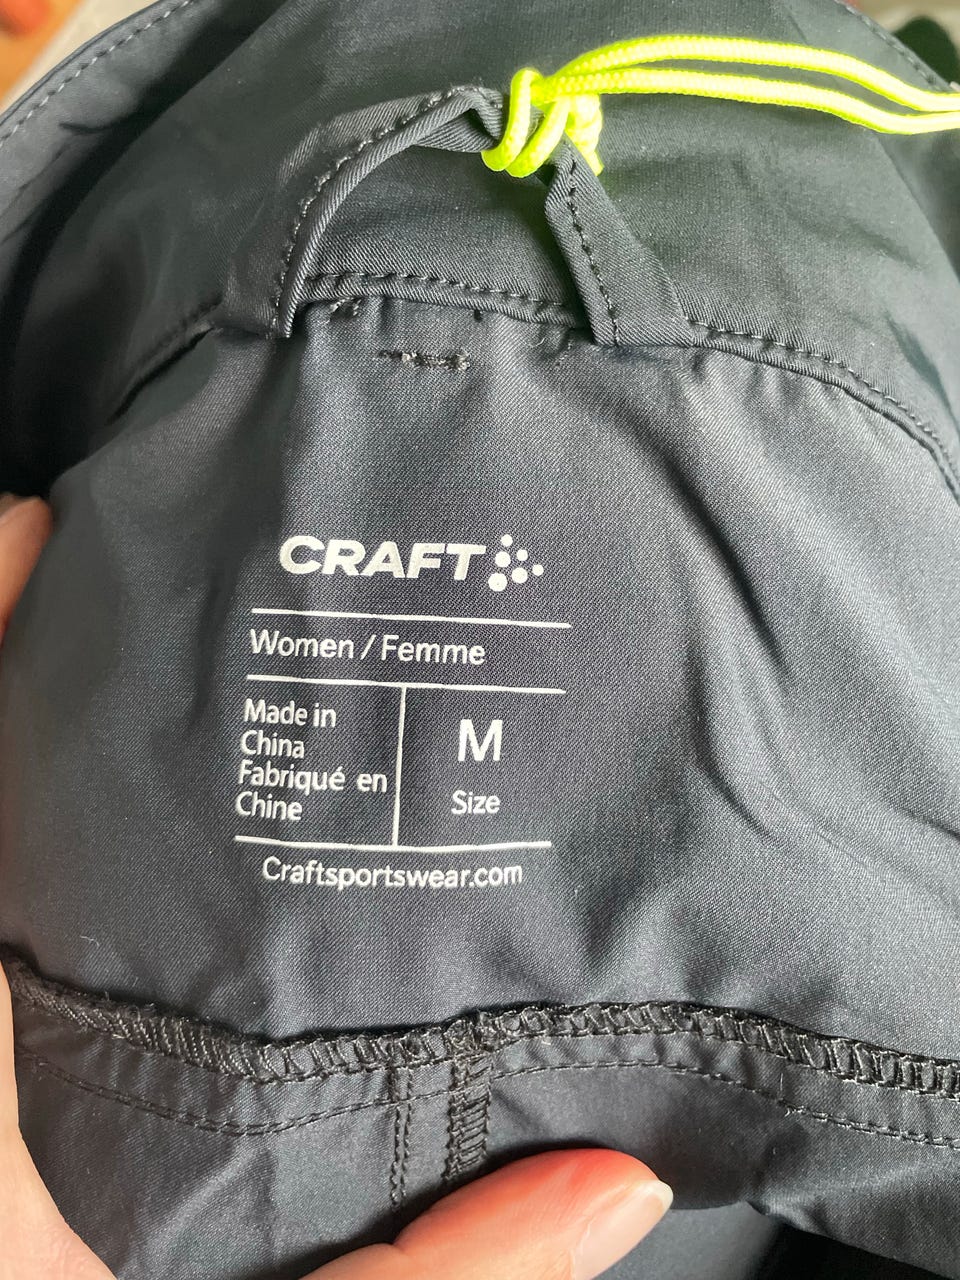 CRAFT
Women / Femme
Made in
China
Fabriqué en
Chine
M
Size
Craftsportswear.com